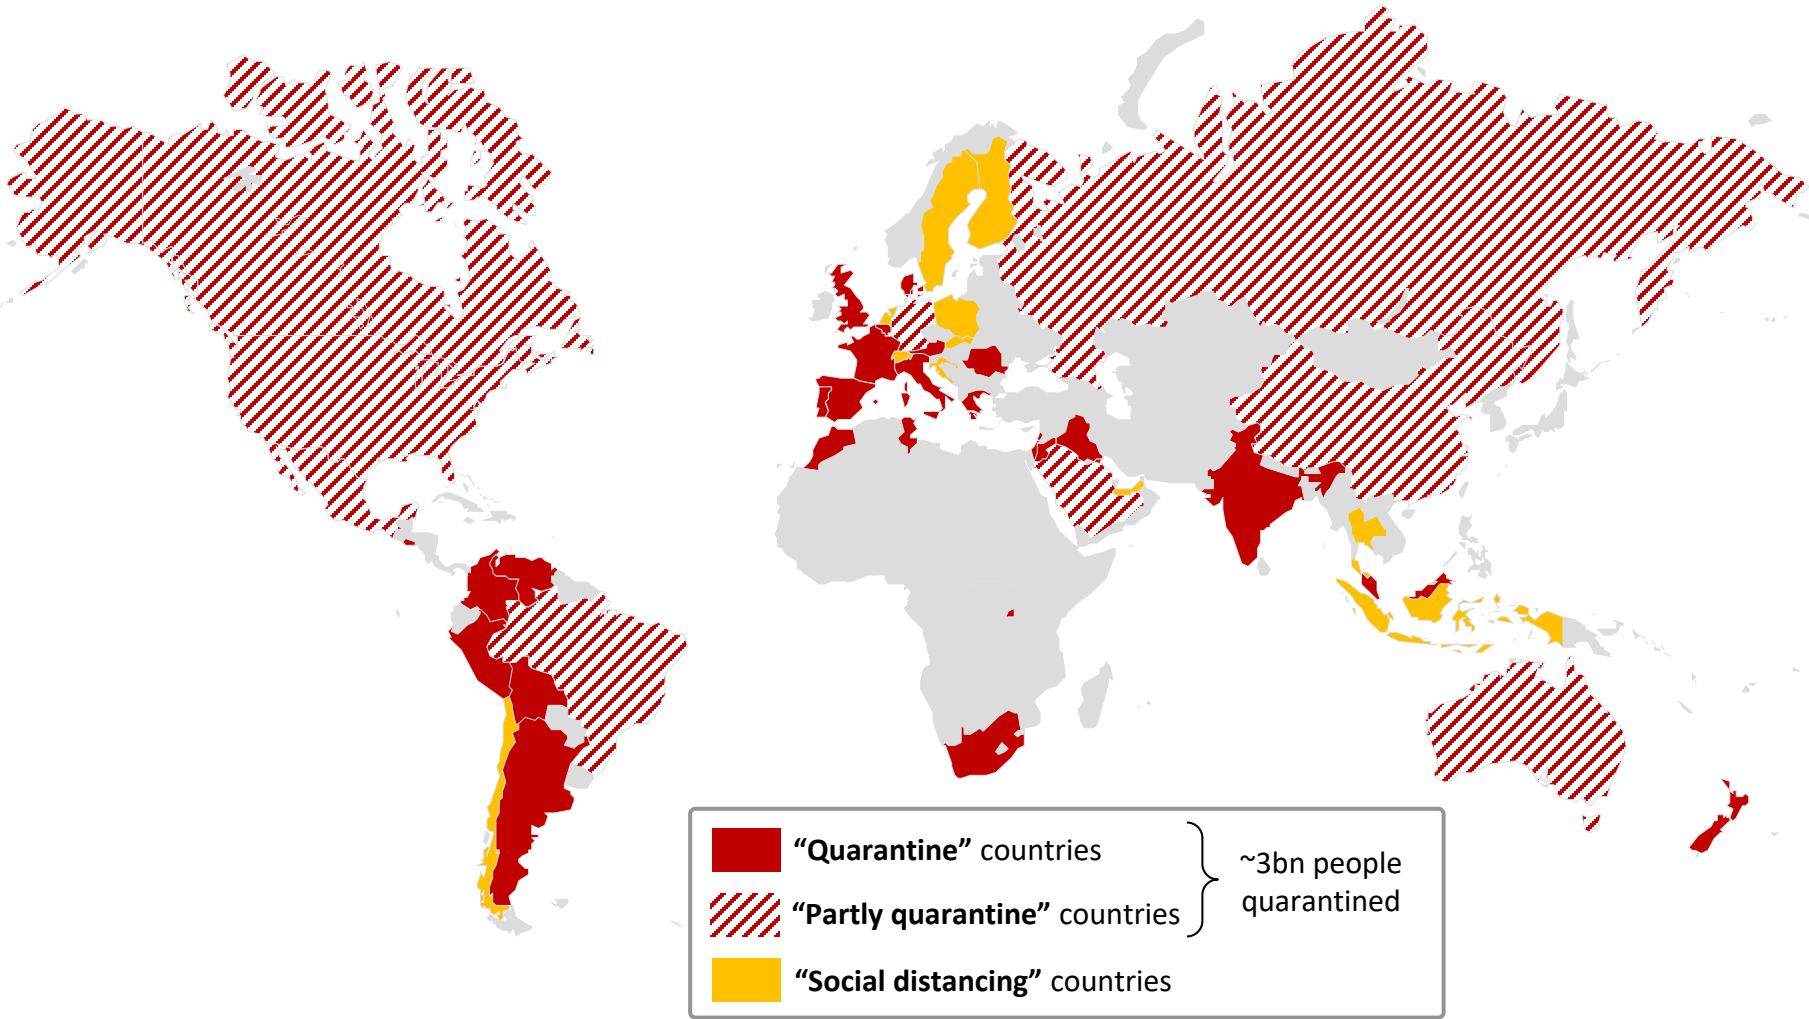 “Quarantine” countries
“Partly quarantine” countries
~3bn people
quarantined
“Social distancing” countries